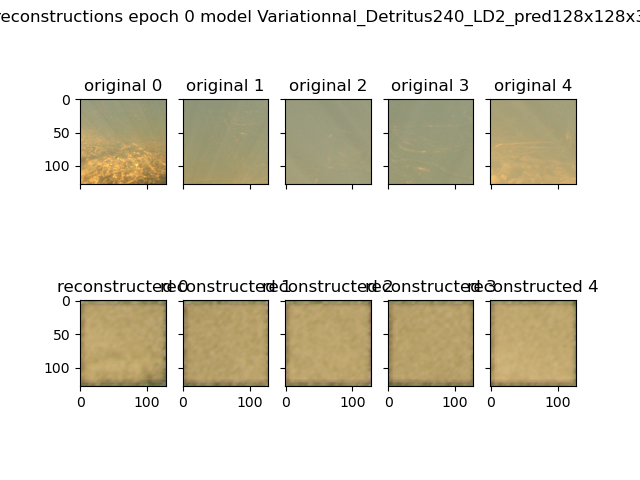 reconstructions epoch 0 model Variationnal_Detritus240_LD2_pred128x128x3
original 0 original 1 original 2 original 3 original 4
0
50
100
reconstructed 0 reconstructed 1 reconstructed 2 reconstructed 3 reconstructed 4
0
50
100
0 100 0 100 0 100 0 100 0 100